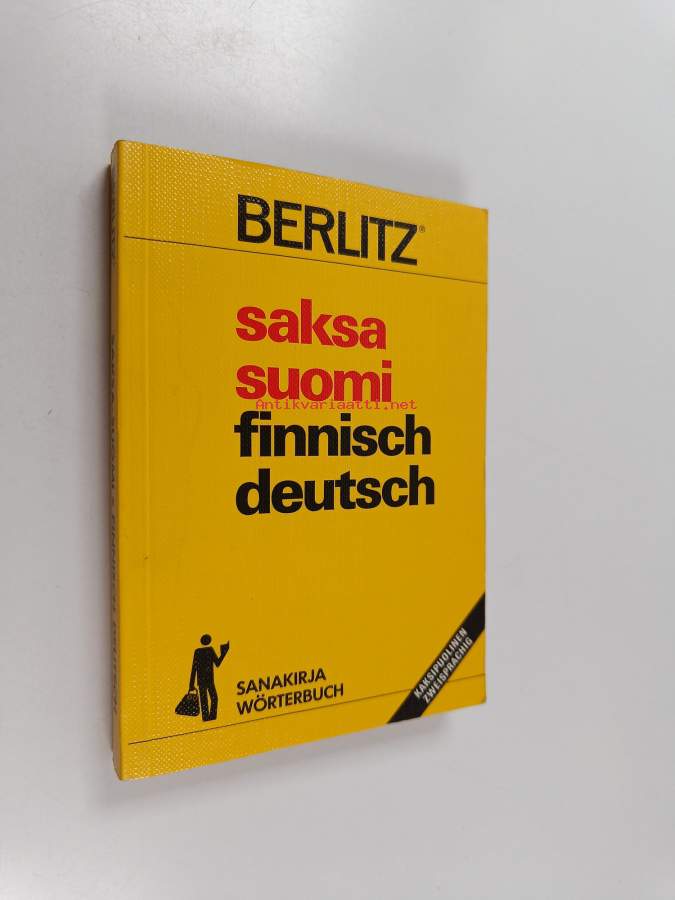 BERLITZ®
saksa
suomi
Antikvariaatti.net
finnisch
deutsch
SANAKIRJA
WÖRTERBUCH
KAKSIPUOLINEN
ZWEISPRACHIG